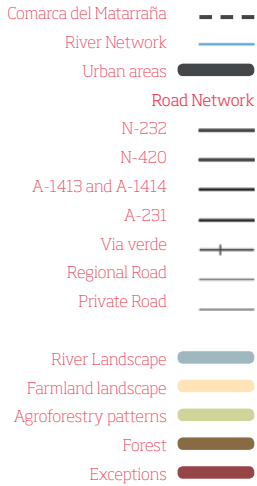 Comarca del Matarraña
River Network
Urban areas
Road Network
N-232
N-420
A-1413 and A-1414
A-231
Via verde
Regional Road
Private Road
River Landscape
Farmland landscape
Agroforestry patterns
Forest
Exceptions